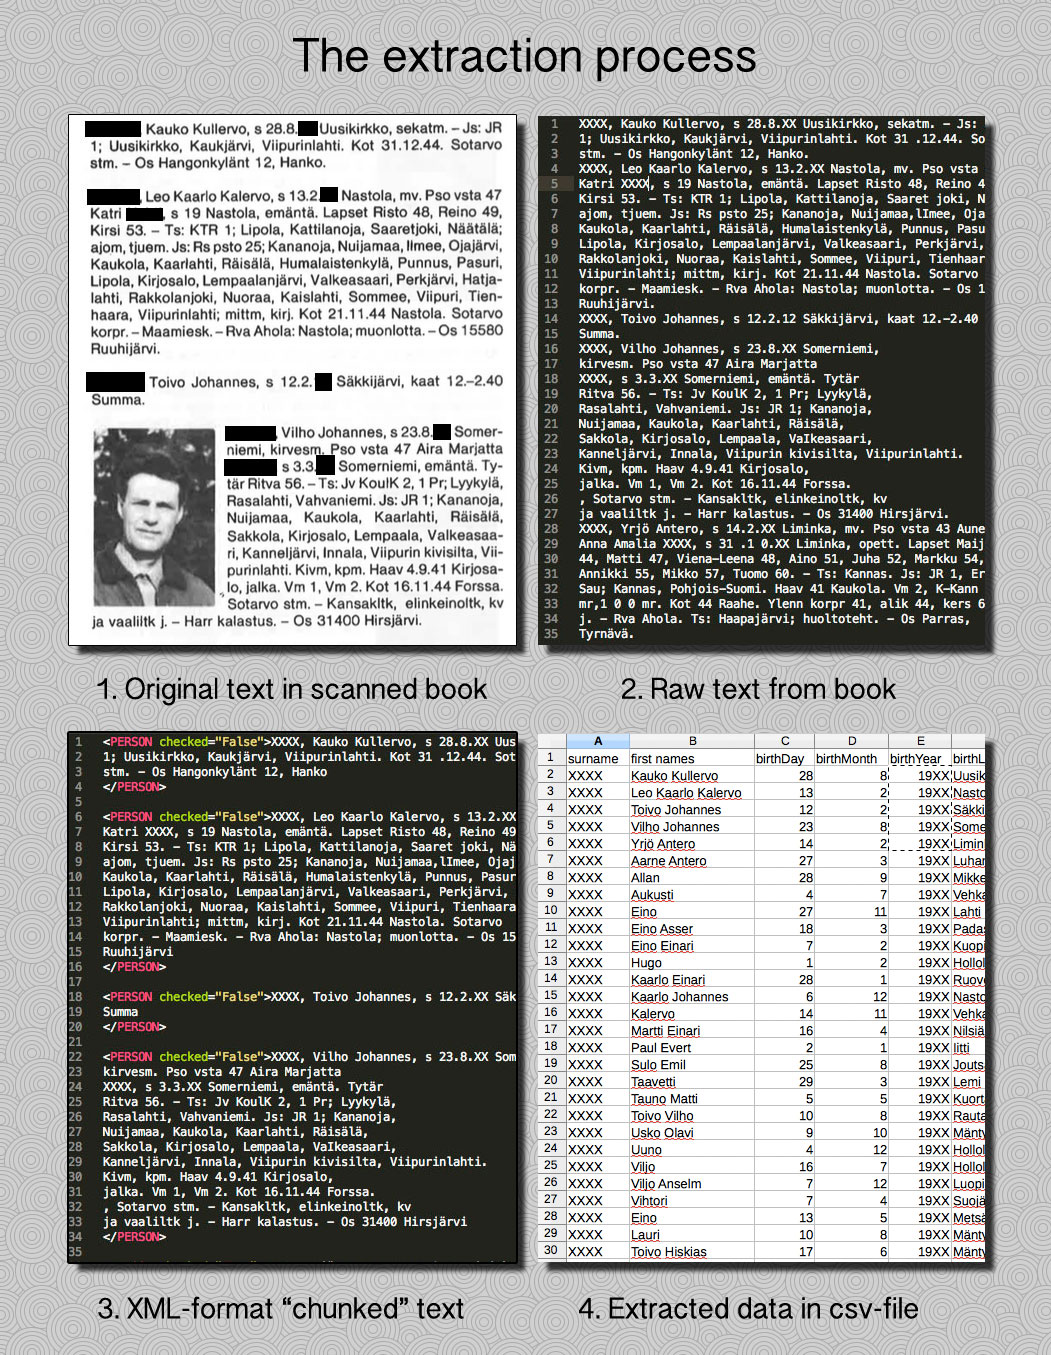 The extraction process
Kauko Kullervo, s 28.8. Uusikirkko, sekatm. – Js: JR
1; Uusikirkko, Kaukjärvi, Viipurinlahti. Kot 31.12.44. Sotarvo
stm. – Os Hangonkylänt 12, Hanko.
, Leo Kaarlo Kalervo, s 13.2. Nastola, mv. Pso vsta 47
Katri , s 19 Nastola, emäntä. Lapset Risto 48, Reino 49,
Kirsi 53. – Ts: KTR 1; Lipola, Kattilanoja, Saaretjoki, Näätälä;
ajom, tjuem. Js: Rs psto 25; Kananoja, Nuijamaa, Ilmee, Ojajärvi,
Kaukola, Kaarlahti, Räisälä, Humalaistenkylä, Punnus, Pasuri,
Lipola, Kirjosalo, Lempaalanjärvi, Valkeasaari, Perkjärvi, Hatja-
lahti, Rakkolanjoki, Nuoraa, Kaislahti, Sommee, Viipuri, Tien-
haara, Viipurinlahti; mittm, kirj. Kot 21.11.44 Nastola. Sotarvo
korpr. – Maamiesk. – Rva Ahola: Nastola; muonlotta. – Os 15580
Ruuhijärvi.
Toivo Johannes, s 12.2. Säkkijärvi, kaat 12.–2.40
Summa.
, Vilho Johannes, s 23.8. Somer-
niemi, kirvesm. Pso vsta 47 Aira Marjatta
s 3.3. Somerniemi, emäntä. Ty-
tär Ritva 56. – Ts: Jv KoulK 2, 1 Pr; Lyykylä,
Rasalahti, Vahvaniemi. Js: JR 1; Kananoja,
Nuijamaa, Kaukola, Kaarlahti, Räisälä,
Sakkola, Kirjosalo, Lempaala, Valkeasaa-
ri, Kanneljärvi, Innala, Viipurin kivisilta, Vii-
purinlahti. Kivm, kpm. Haav 4.9.41 Kirjosa-
lo, jalka. Vm 1, Vm 2. Kot 16.11.44 Forssa.
Sotarvo stm. – Kansakltk, elinkeinoltk, kv
ja vaaliltk j. – Harr kalastus. – Os 31400 Hirsjärvi.
1. Original text in scanned book
1 XXXX, Kauko Kullervo, s 28.8.XX Uusikirkko, sekatm. – Js:
2 1; Uusikirkko, Kaukjärvi, Viipurinlahti. Kot 31 .12.44. So
3 stm. – Os Hangonkylänt 12, Hanko.
4 XXXX, Leo Kaarlo Kalervo, s 13.2.XX Nastola, mv. Pso vsta
5 Katri XXXX, s 19 Nastola, emäntä. Lapset Risto 48, Reino 4
6 Kirsi 53. – Ts: KTR 1; Lipola, Kattilanoja, Saaret joki, N
7 ajom, tjuem. Js: Rs psto 25; Kananoja, Nuijamaa,lImee, Oja
8 Kaukola, Kaarlahti, Räisälä, Humalaistenkylä, Punnus, Pasu
9 Lipola, Kirjosalo, Lempaalanjärvi, Valkeasaari, Perkjärvi,
10 Rakkolanjoki, Nuoraa, Kaislahti, Sommee, Viipuri, Tienhaar
11 Viipurinlahti; mittm, kirj. Kot 21.11.44 Nastola. Sotarvo
12 korpr. – Maamiesk. – Rva Ahola: Nastola; muonlotta. – Os 1
13 Ruuhijärvi.
14 XXXX, Toivo Johannes, s 12.2.12 Säkkijärvi, kaat 12.–2.40
15 Summa.
16 XXXX, Vilho Johannes, s 23.8.XX Somerniemi,
17 kirvesm. Pso vsta 47 Aira Marjatta
18 XXXX, s 3.3.XX Somerniemi, emäntä. Tytär
19 Ritva 56. – Ts: Jv KoulK 2, 1 Pr; Lyykylä,
20 Rasalahti, Vahvaniemi. Js: JR 1; Kananoja,
21 Nuijamaa, Kaukola, Kaarlahti, Räisälä,
22 Sakkola, Kirjosalo, Lempaala, VaIkeasaari,
23 Kanneljärvi, Innala, Viipurin kivisilta, Viipurinlahti.
24 Kivm, kpm. Haav 4.9.41 Kirjosalo,
25 jalka. Vm 1, Vm 2. Kot 16.11.44 Forssa.
26 , Sotarvo stm. – Kansakltk, elinkeinoltk, kv
27 ja vaaliltk j. – Harr kalastus. – Os 31400 Hirsjärvi.
28 XXXX, Yrjö Antero, s 14.2.XX Liminka, mv. Pso vsta 43 Aune
29 Anna Amalia XXXX, s 31 .1 0.XX Liminka, opett. Lapset Maij
30 44, Matti 47, Viena-Leena 48, Aino 51, Juha 52, Markku 54,
31 Annikki 55, Mikko 57, Tuomo 60. – Ts: Kannas. Js: JR 1, Er
32 Sau; Kannas, Pohjois-Suomi. Haav 41 Kaukola. Vm 2, K-Kann
33 mr,1 0 0 mr. Kot 44 Raahe. Ylenn korpr 41, alik 44, kers 6
34 j. – Rva Ahola. Ts: Haapajärvi; huoltoteht. – Os Parras,
35 Tyrnävä.
2. Raw text from book
1 <PERSON checked="False">XXXX, Kauko Kullervo, s 28.8.XX Uus
2 1; Uusikirkko, Kaukjärvi, Viipurinlahti. Kot 31 .12.44. Sot
3 stm. – Os Hangonkylänt 12, Hanko
4 </PERSON>
5
6 <PERSON checked="False">XXXX, Leo Kaarlo Kalervo, s 13.2.XX
7 Katri XXXX, s 19 Nastola, emäntä. Lapset Risto 48, Reino 49
8 Kirsi 53. – Ts: KTR 1; Lipola, Kattilanoja, Saaret joki, Nä
9 ajom, tjuem. Js: Rs psto 25; Kananoja, Nuijamaa,lImee, Ojaj
10 Kaukola, Kaarlahti, Räisälä, Humalaistenkylä, Punnus, Pasur
11 Lipola, Kirjosalo, Lempaalanjärvi, Valkeasaari, Perkjärvi,
12 Rakkolanjoki, Nuoraa, Kaislahti, Sommee, Viipuri, Tienhaara
13 Viipurinlahti; mittm, kirj. Kot 21.11.44 Nastola. Sotarvo
14 korpr. – Maamiesk. – Rva Ahola: Nastola; muonlotta. – Os 15
15 Ruuhijärvi
16 </PERSON>
17
18 <PERSON checked="False">XXXX, Toivo Johannes, s 12.2.XX Säk
19 Summa
20 </PERSON>
21
22 <PERSON checked="False">XXXX, Vilho Johannes, s 23.8.XX Som
23 kirvesm. Pso vsta 47 Aira Marjatta
24 XXXX, s 3.3.XX Somerniemi, emäntä. Tytär
25 Ritva 56. – Ts: Jv KoulK 2, 1 Pr; Lyykylä,
26 Rasalahti, Vahvaniemi. Js: JR 1; Kananoja,
27 Nuijamaa, Kaukola, Kaarlahti, Räisälä,
28 Sakkola, Kirjosalo, Lempaala, VaIkeasaari,
29 Kanneljärvi, Innala, Viipurin kivisilta, Viipurinlahti.
30 Kivm, kpm. Haav 4.9.41 Kirjosalo,
31 jalka. Vm 1, Vm 2. Kot 16.11.44 Forssa.
32 , Sotarvo stm. – Kansakltk, elinkeinoltk, kv
33 ja vaaliltk j. – Harr kalastus. – Os 31400 Hirsjärvi
34 </PERSON>
35
3. XML-format “chunked” text
A B C D E
1 surname first names birthDay birthMonth birthYear birthL
2 XXXX Kauko Kullervo 28 8 19XX Uusik
3 XXXX Leo Kaarlo Kalervo 13 2 19XX Nasto
4 XXXX Toivo Johannes 12 2 19XX Säkki
5 XXXX Vilho Johannes 23 8 19XX Some
6 XXXX Yrjö Antero 14 2 19XX Limin
7 XXXX Aarne Antero 27 3 19XX Luhar
8 XXXX Allan 28 9 19XX Mikke
9 XXXX Aukusti 4 7 19XX Vehka
10 XXXX Eino 27 11 19XX Lahti
11 XXXX Eino Asser 18 3 19XX Padas
12 XXXX Eino Einari 7 2 19XX Kuopi
13 XXXX Hugo 1 2 19XX Hollol
14 XXXX Kaarlo Einari 28 1 19XX Ruove
15 XXXX Kaarlo Johannes 6 12 19XX Nasto
16 XXXX Kalervo 14 11 19XX Vehka
17 XXXX Martti Einari 16 4 19XX Nilsiä
18 XXXX Paul Evert 2 1 19XX Iitti
19 XXXX Sulo Emil 25 8 19XX Jouts
20 XXXX Taavetti 29 3 19XX Lemi
21 XXXX Tauno Matti 5 5 19XX Kuort
22 XXXX Toivo Vilho 10 8 19XX Rauta
23 XXXX Usko Olavi 9 10 19XX Mänty
24 XXXX Uuno 4 12 19XX Hollol
25 XXXX Viljo 16 7 19XX Hollol
26 XXXX Viljo Anselm 7 12 19XX Luopi
27 XXXX Vihtori 7 4 19XX Suojä
28 XXXX Eino 13 5 19XX Metsä
29 XXXX Lauri 10 8 19XX Mänty
30 XXXX Toivo Hiskias 17 6 19XX Mänty
4. Extracted data in csv-file